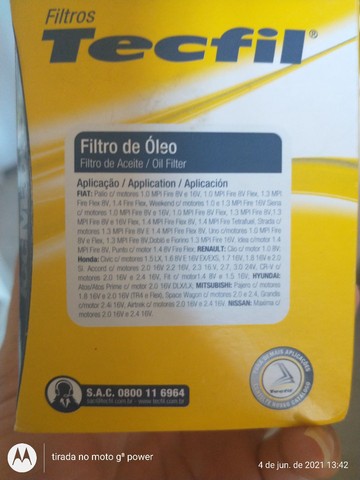 Filtros
Tecfil®
Filtro de Óleo
Filtro de Aceite / Oil Filter
Aplicação / Application / Aplicación
FIAT: Palio c/ motores 1.0 MPI Fire 8V e 16V, 1.0 MPI Fire 8V Flex, 1.3 MPI
Fire Flex 8V, 1.4 Fire Flex, Weekend c/ motores 1.0 e 1.3 MPI Fire 16V Siena
c/ motores 1.0 MPI Fire 8V e 16V, 1.0 MPI Fire 8V Flex, 1.3 MPI Fire 8V,1.3
MPI Fire 8V e 16V Flex, 1.4 MPI Fire 8V Flex, 1.4 MPI Fire Tetrafuel, Strada c/
motores 1.3 MPI Fire 8V E 1.4 MPI Fire 8V Flex, Uno c/motores 1.0 MPI Fire
8V e Flex, 1.3 MPI Fire 8V,Doblò e Fiorino 1.3 MPI Fire 16V, Idea c/motor 1.4
MPI Fire 8V, Punto c/ motor 1.4 8V Flex; RENAULT: Clio c/ motor 1.0 8V;
Honda: Civic c/ motores 1.5 LX, 1.6 8V E 16V EX/EXS, 1.7 16V, 1.8 16V e 2.0
Si, Accord c/ motores 2.0 16V 2.2 16V, 2.3 16 V, 2.7, 3.0 24V, CR-V c/
motores 2.0 16V e 2.4 16V, Fit c/ motor1.4 8V e 1.5 16V; HYUNDAI:
Atos/Atos Prime c/ motor 2.0 16V DLX/LX; MITSUBISHI: Pajero c/ motores
1.8 16V e 2.0 16V (TR4 e Flex), Space Wagon c/ motores 2.0 e 2.4, Grandis
c/motor 2.4i 16V, Airtrek c/ motores 2.0 16V e 2.4 16V; NISSAN: Maxima c/
motores 2.0 16V e 2.4 16V.
S.A.C. 0800 11 6964
sac@tecfil.com.br - www.tecfil.com.br
tirada no moto g⁸ power
4 de jun. de 2021 13:42